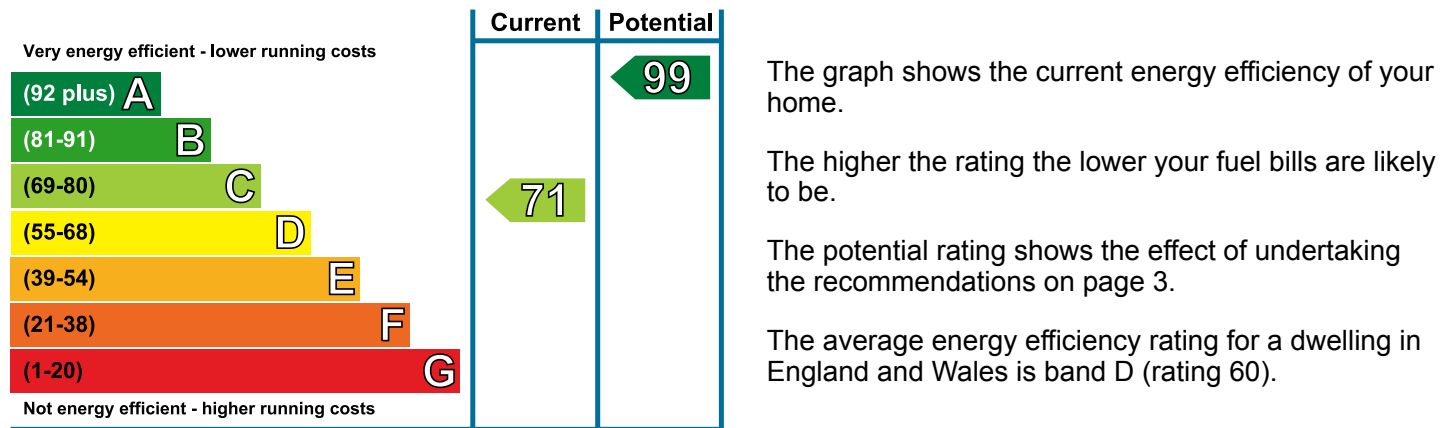 Current Potential
Very energy efficient - lower running costs
(92 plus) A
99
(81-91) B
(69-80) C
71
(55-68) D
(39-54) E
(21-38) F
(1-20) G
Not energy efficient - higher running costs
The graph shows the current energy efficiency of your
home.
The higher the rating the lower your fuel bills are likely
to be.
The potential rating shows the effect of undertaking
the recommendations on page 3.
The average energy efficiency rating for a dwelling in
England and Wales is band D (rating 60).